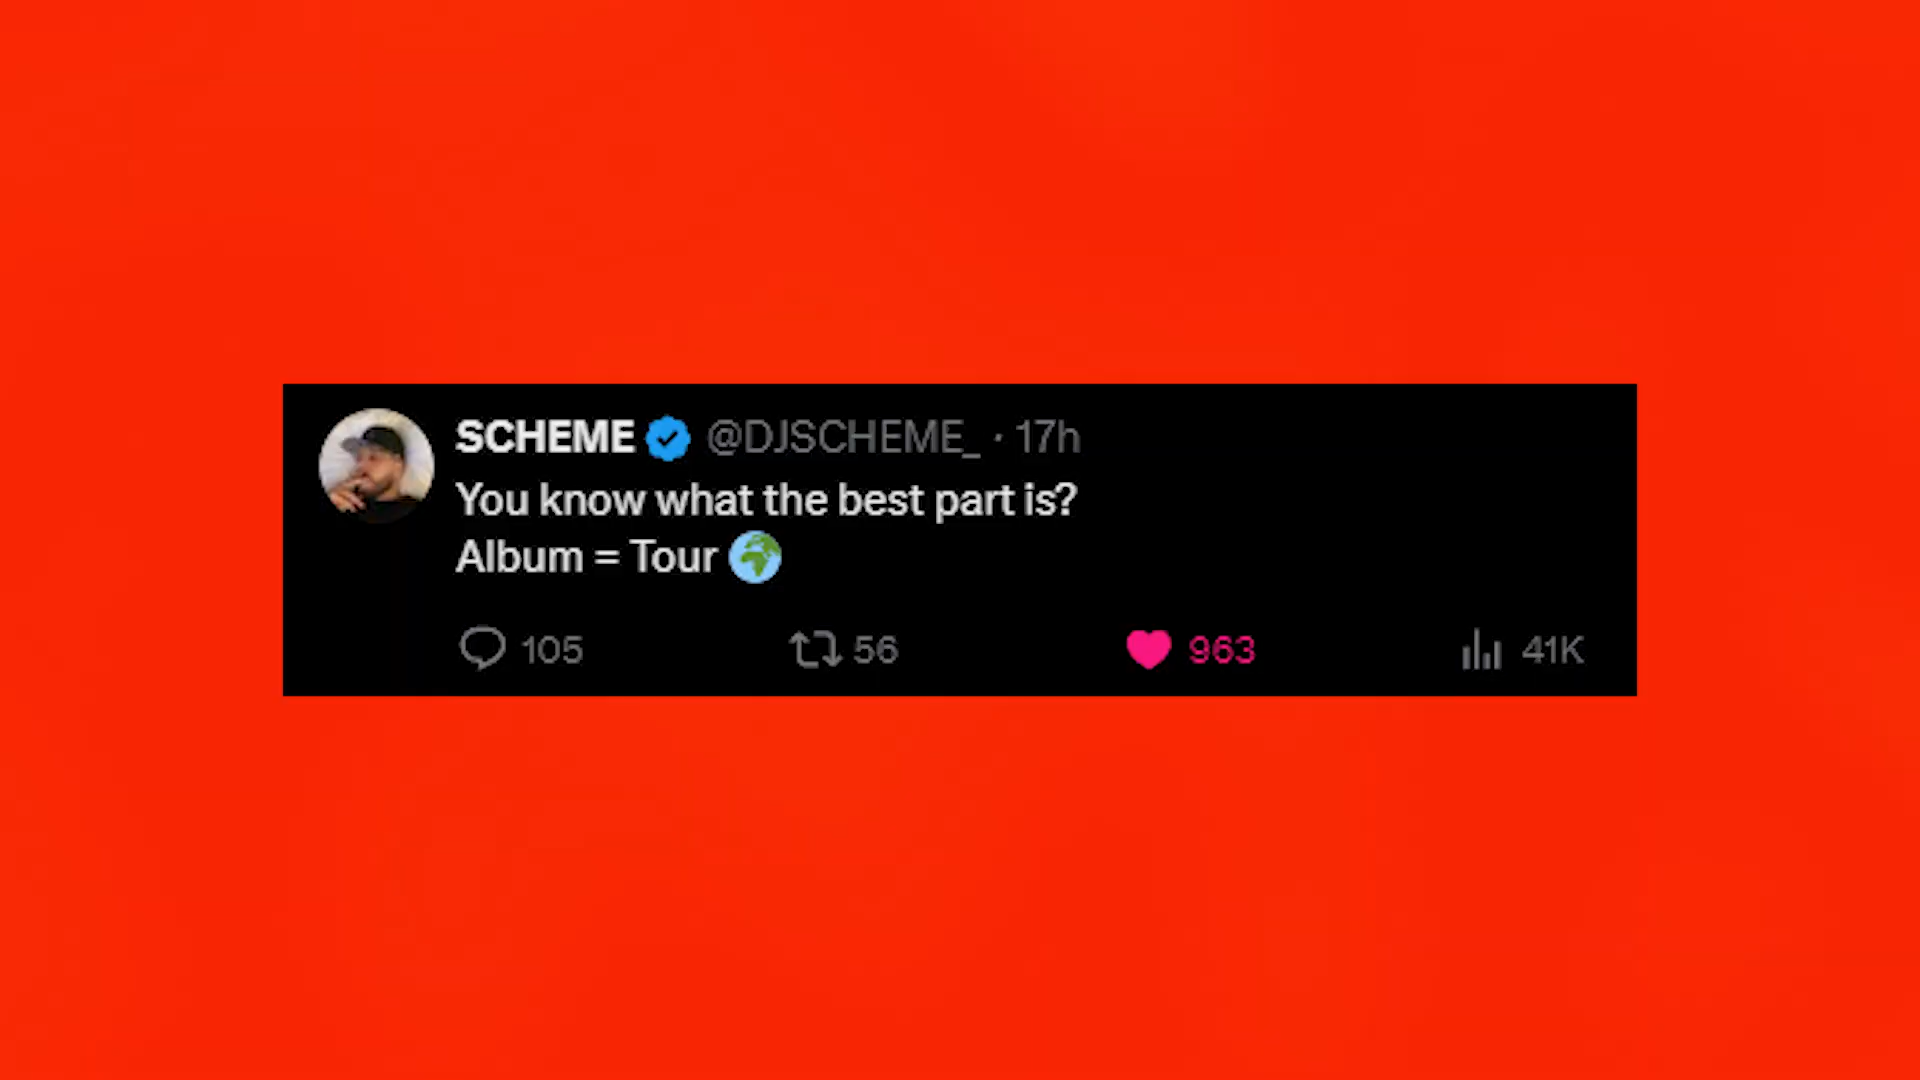 SCHEME @DJSCHEME_ · 17h
You know what the best part is?
Album = Tour 🌍
105 56 963 41K